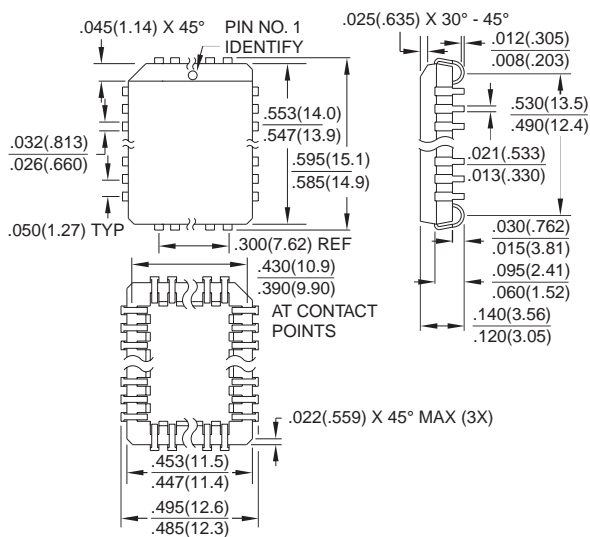 .045(1.14) X 45°
PIN NO. 1
IDENTIFY
.025(.635) X 30° - 45°
.012(.305)
.008(.203)
.553(14.0)
.547(13.9)
.595(15.1)
.585(14.9)
.032(.813)
.026(.660)
.050(1.27) TYP
.530(13.5)
.490(12.4)
.021(.533)
.013(.330)
.300(7.62) REF
.430(10.9)
.390(9.90)
AT CONTACT
POINTS
.030(.762)
.015(3.81)
.095(2.41)
.060(1.52)
.140(3.56)
.120(3.05)
.022(.559) X 45° MAX (3X)
.453(11.5)
.447(11.4)
.495(12.6)
.485(12.3)